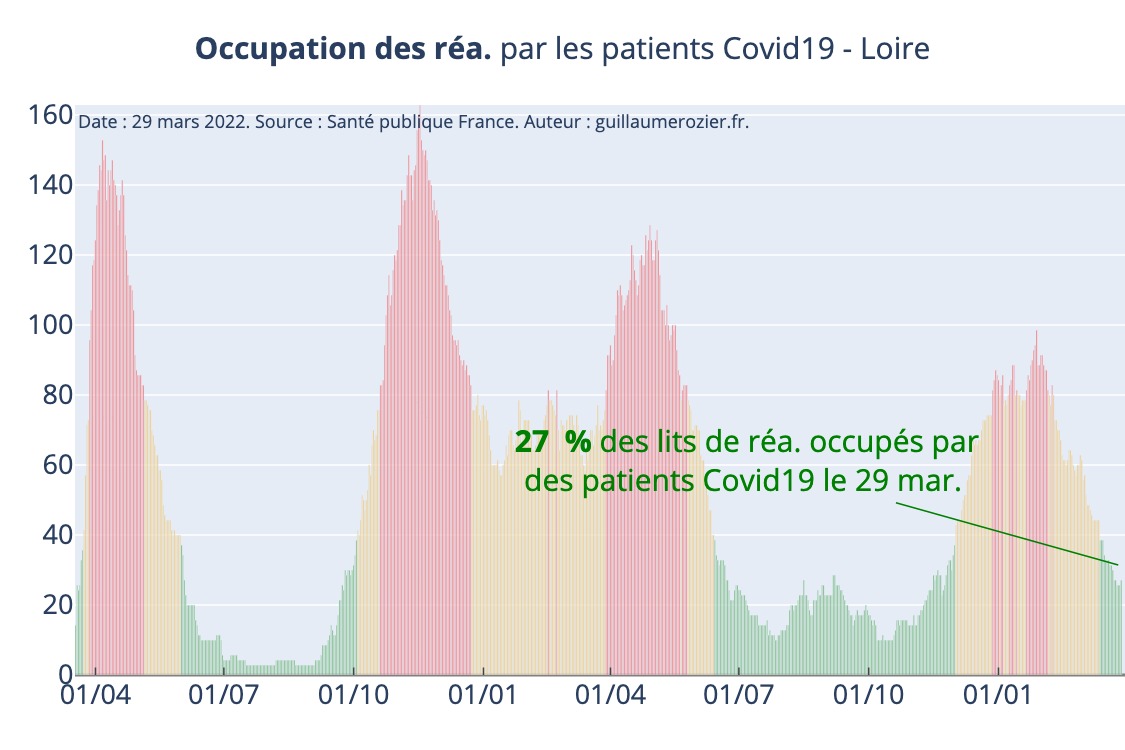 Occupation des réa. par les patients Covid19 - Loire
160
Date : 29 mars 2022. Source : Santé publique France. Auteur : guillaumerozier.fr.
140
120
100
80
27 % des lits de réa. occupés par
60
des patients Covid19 le 29 mar.
40
20
0
01/04 01/07 01/10 01/01 01/04 01/07 01/10 01/01